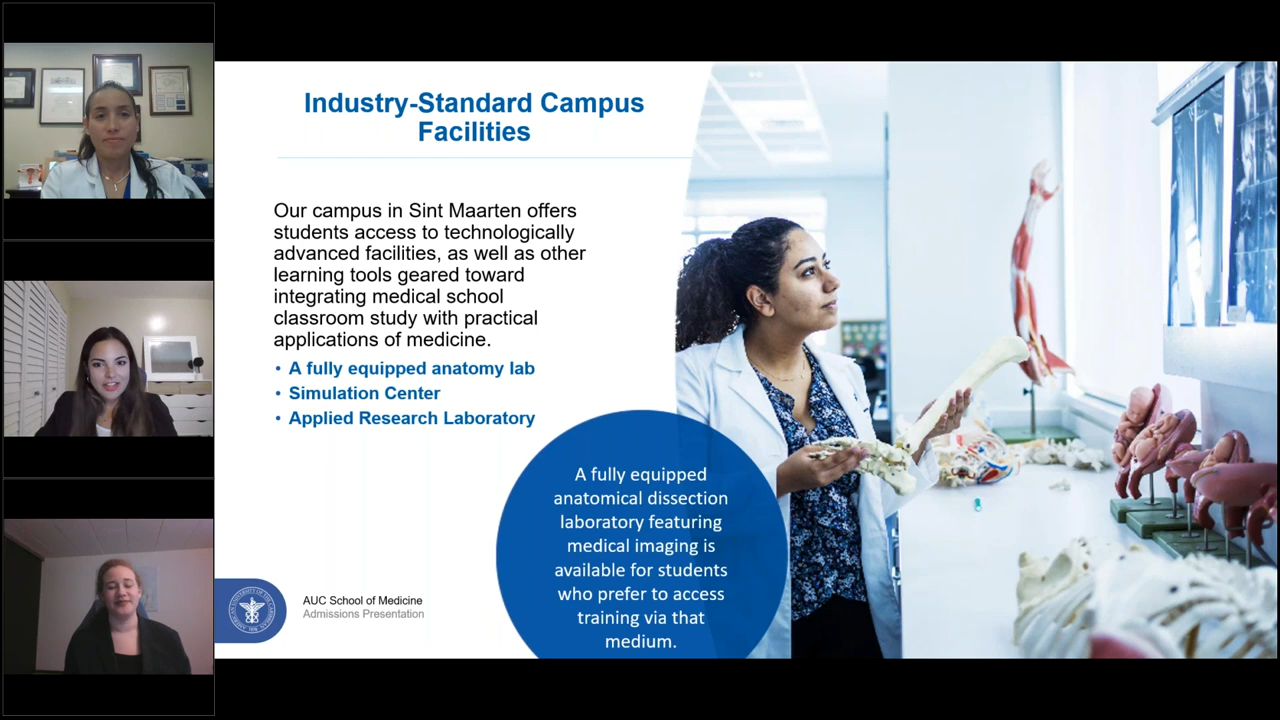 Industry-Standard Campus
Facilities
Our campus in Sint Maarten offers
students access to technologically
advanced facilities, as well as other
learning tools geared toward
integrating medical school
classroom study with practical
applications of medicine.
• A fully equipped anatomy lab
• Simulation Center
• Applied Research Laboratory
A fully equipped
anatomical dissection
laboratory featuring
medical imaging is
available for students
who prefer to access
training via that
medium.
AUC School of Medicine
Admissions Presentation